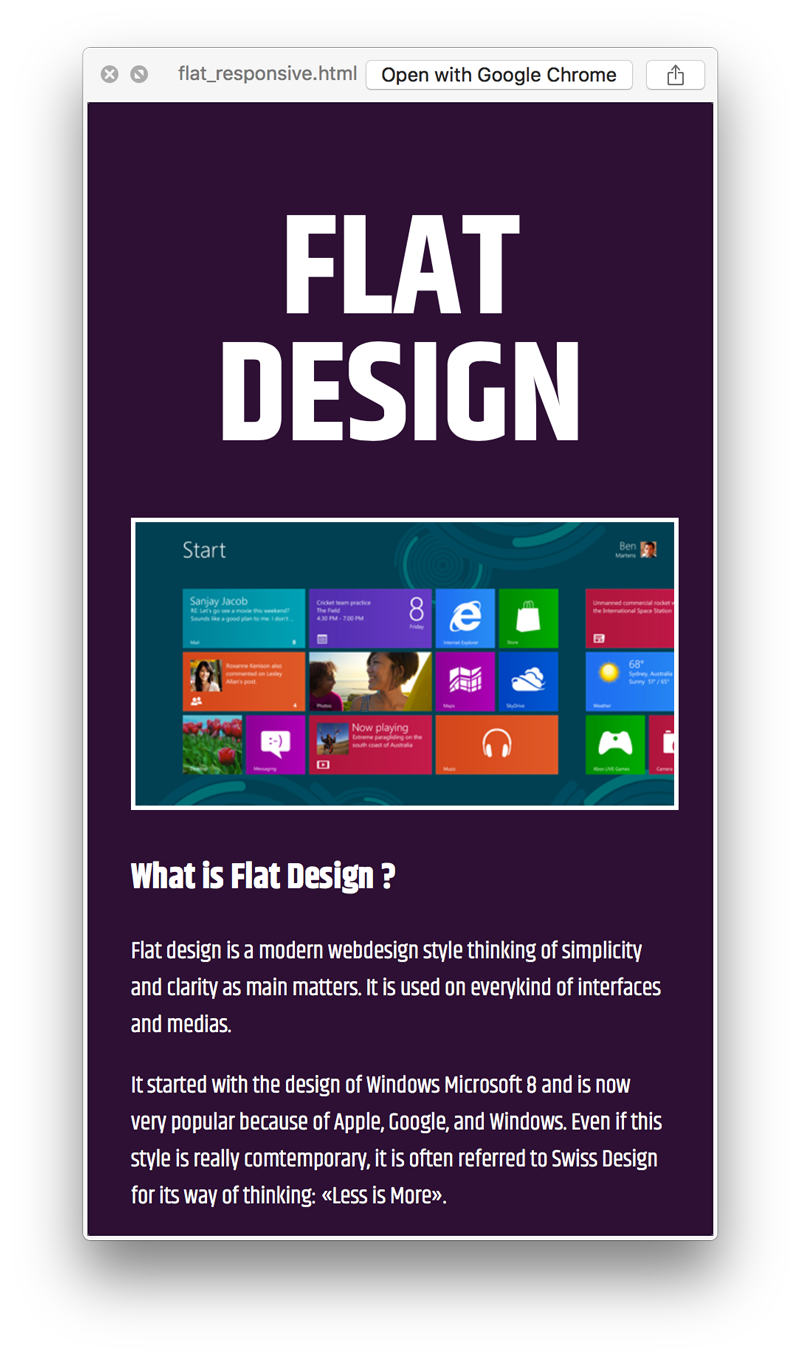 flat_responsive.html
Open with Google Chrome
FLAT
DESIGN
Start
Ben
Martens
Sanjay Jacob
RE: Let's go see a movie this weekend?
Sounds like a good plan to me. I don't ...
Mail
8
Cricket team practice
The Field
4:30 PM - 7:00 PM
8
Friday
Internet Explorer
Store
Unmanned commercial rocket
the International Space Station
Roxanne Kenison also
commented on Lesley
Allan's post.
4
Photos
Maps
SkyDrive
68°
Sydney, Australia
Sunny 57° / 65°
Weather
:-)
Messaging
Now playing
Extreme paragliding on the
south coast of Australia
Music
Xbox LIVE Games
Camera
What is Flat Design ?
Flat design is a modern webdesign style thinking of simplicity
and clarity as main matters. It is used on everykind of interfaces
and medias.
It started with the design of Windows Microsoft 8 and is now
very popular because of Apple, Google, and Windows. Even if this
style is really comtemporary, it is often referred to Swiss Design
for its way of thinking: «Less is More».